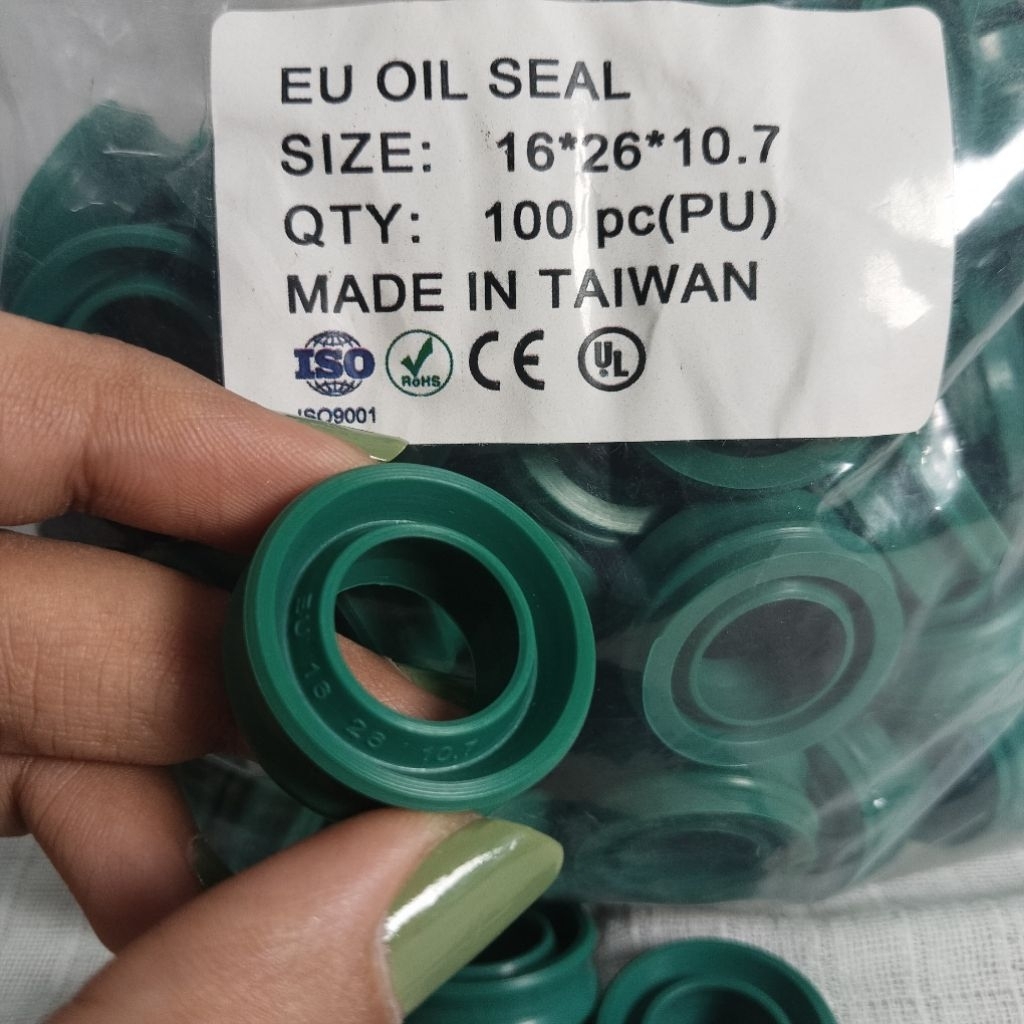 EU OIL SEAL
SIZE: 16*26*10.7
QTY: 100 pc(PU)
MADE IN TAIWAN
ISO RoHS CE UL
ISO9001
16 26 10.7